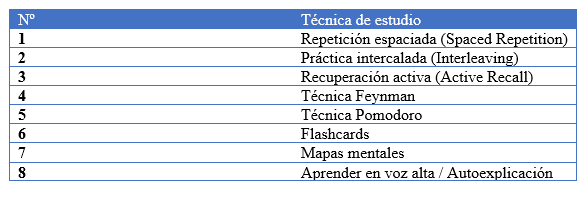 Nº Técnica de estudio
1 Repetición espaciada (Spaced Repetition)
2 Práctica intercalada (Interleaving)
3 Recuperación activa (Active Recall)
4 Técnica Feynman
5 Técnica Pomodoro
6 Flashcards
7 Mapas mentales
8 Aprender en voz alta / Autoexplicación